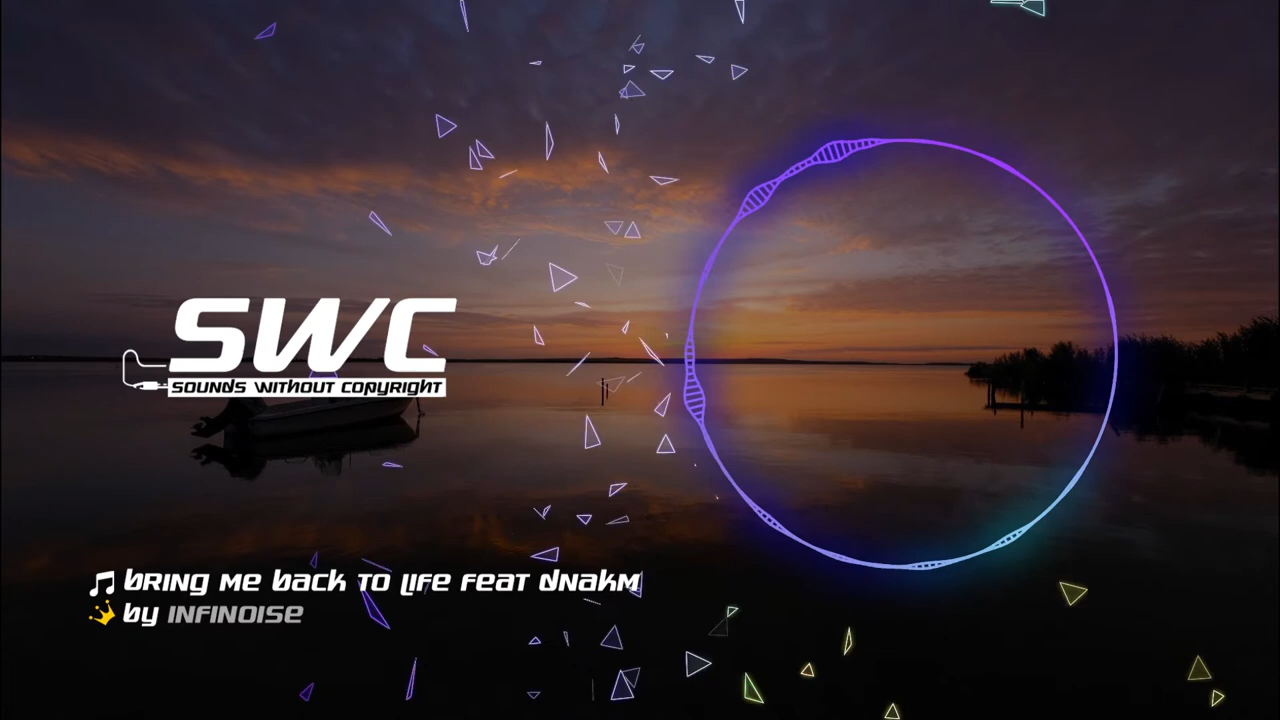 SWC
SOUNDS WITHOUT COPYRIGHT
BRING ME BACK TO LIFE FEAT DNAKM
BY INFINOISE